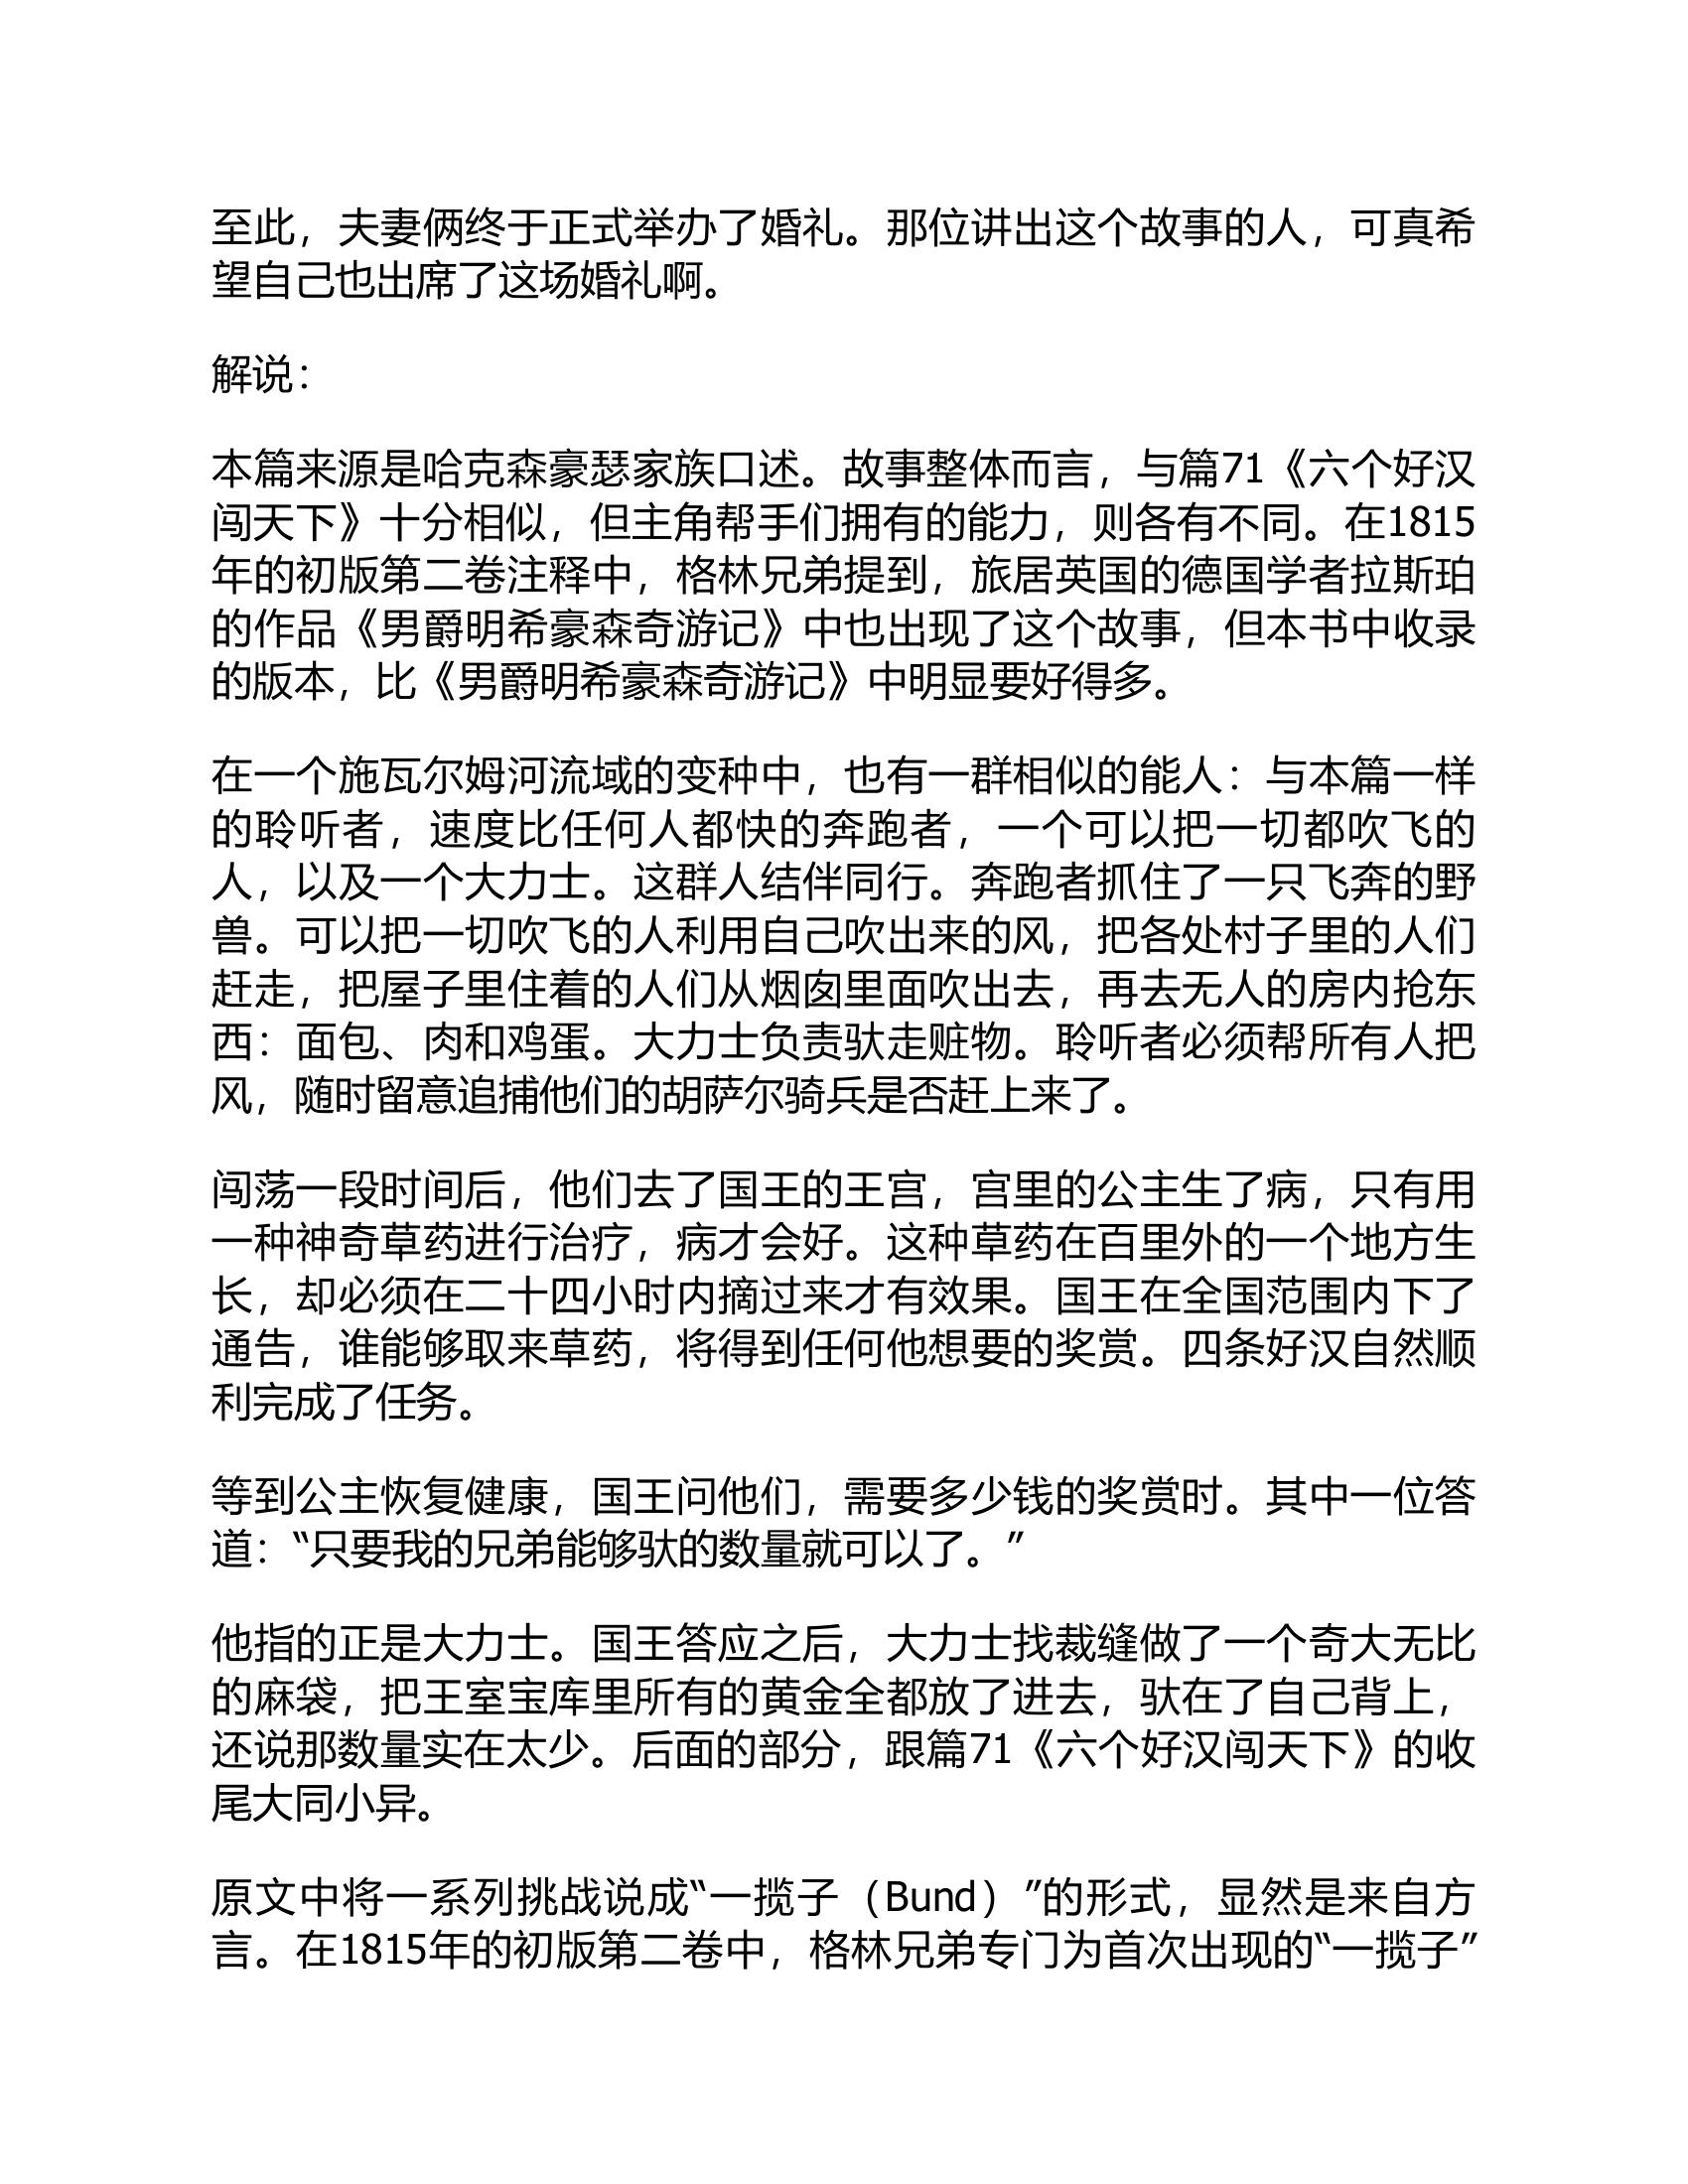 至此，夫妻俩终于正式举办了婚礼。那位讲出这个故事的人，可真希
望自己也出席了这场婚礼啊。
解说：
本篇来源是哈克森豪瑟家族口述。故事整体而言，与篇71《六个好汉
闯天下》十分相似，但主角帮手们拥有的能力，则各有不同。在1815
年的初版第二卷注释中，格林兄弟提到，旅居英国的德国学者拉斯珀
的作品《男爵明希豪森奇游记》中也出现了这个故事，但本书中收录
的版本，比《男爵明希豪森奇游记》中明显要好得多。
在一个施瓦尔姆河流域的变种中，也有一群相似的能人：与本篇一样
的聆听者，速度比任何人都快的奔跑者，一个可以把一切都吹飞的
人，以及一个大力士。这群人结伴同行。奔跑者抓住了一只飞奔的野
兽。可以把一切吹飞的人利用自己吹出来的风，把各处村子里的人们
赶走，把屋子里住着的人们从烟囱里面吹出去，再去无人的房内抢东
西：面包、肉和鸡蛋。大力士负责驮走赃物。聆听者必须帮所有人把
风，随时留意追捕他们的胡萨尔骑兵是否赶上来了。
闯荡一段时间后，他们去了国王的王宫，宫里的公主生了病，只有用
一种神奇草药进行治疗，病才会好。这种草药在百里外的一个地方生
长，却必须在二十四小时内摘过来才有效果。国王在全国范围内下了
通告，谁能够取来草药，将得到任何他想要的奖赏。四条好汉自然顺
利完成了任务。
等到公主恢复健康，国王问他们，需要多少钱的奖赏时。其中一位答
道：“只要我的兄弟能够驮的数量就可以了。”
他指的正是大力士。国王答应之后，大力士找裁缝做了一个奇大无比
的麻袋，把王室宝库里所有的黄金全都放了进去，驮在了自己背上，
还说那数量实在太少。后面的部分，跟篇71《六个好汉闯天下》的收
尾大同小异。
原文中将一系列挑战说成“一揽子（Bund）”的形式，显然是来自方
言。在1815年的初版第二卷中，格林兄弟专门为首次出现的“一揽子”